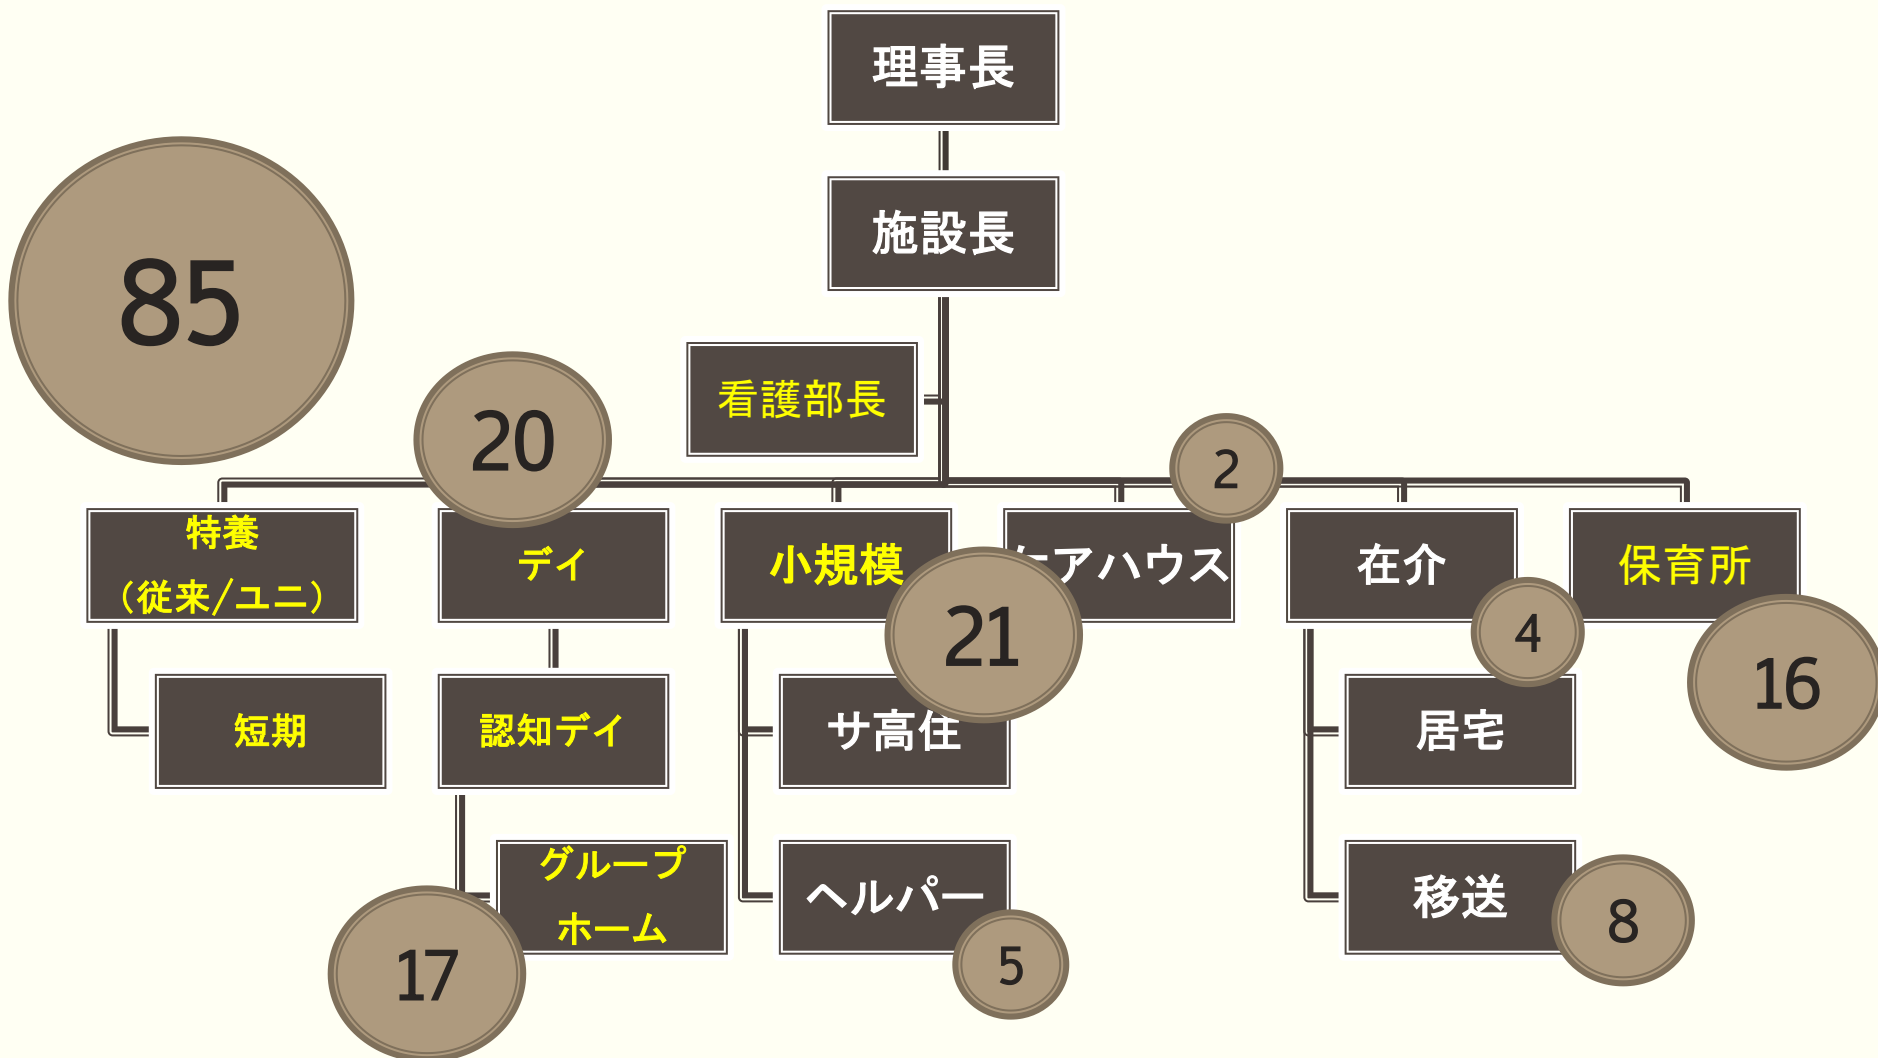 理事長
施設長
85
看護部長
20
2
特養
（従来/ユニ）
デイ
小規模
ケアハウス
在介
保育所
21
4
16
短期
認知デイ
サ高住
居宅
グループ
ホーム
ヘルパー
移送
17
5
8